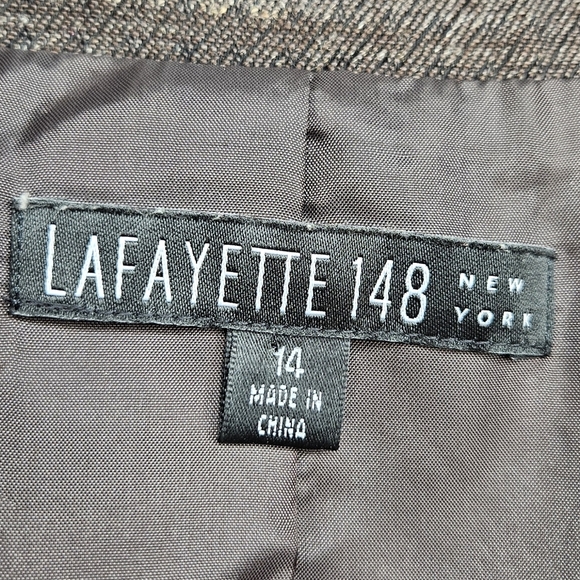 LAFAYETTE 148 NEW YORK
14
MADE IN
CHINA